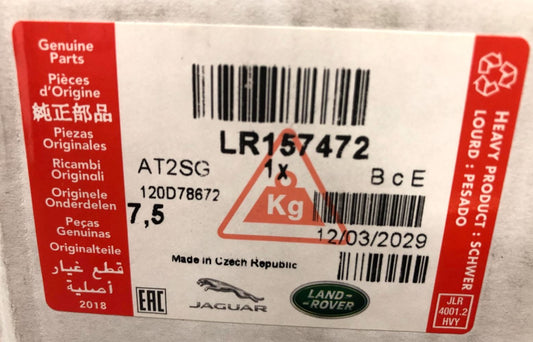 Genuine
Parts
Pièces
d'Origine
純正部品
Piezas
Originales
Ricambi
Originali
Originele
Onderdelen
Peças
Genuinas
Originalteile
قطع غيار
أصلية
2018
LR157472
AT2SG
1x
B c E
120D78672
7,5
Kg
12/03/2029
Made in Czech Republic
EAC
JAGUAR
LAND-
ROVER
HEAVY PRODUCT : SCHWER
LOURD : PESADO
JLR
4001.2
HVY